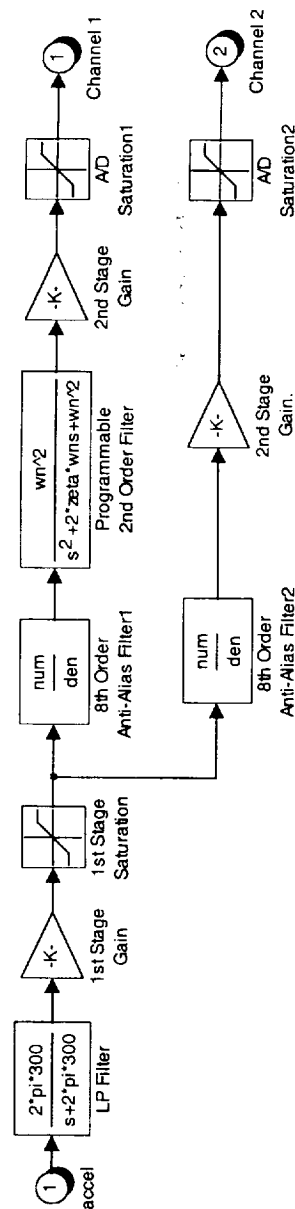 1
accel
2*pi*300
s+2*pi*300
LP Filter
-K-
1st Stage
Gain
1st Stage
Saturation
num
den
8th Order
Anti-Alias Filter1
wn^2
s^2+2*zeta*wns+wn^2
Programmable
2nd Order Filter
-K-
2nd Stage
Gain
A/D
Saturation1
1
Channel 1
num
den
8th Order
Anti-Alias Filter2
-K-
2nd Stage
Gain.
A/D
Saturation2
2
Channel 2